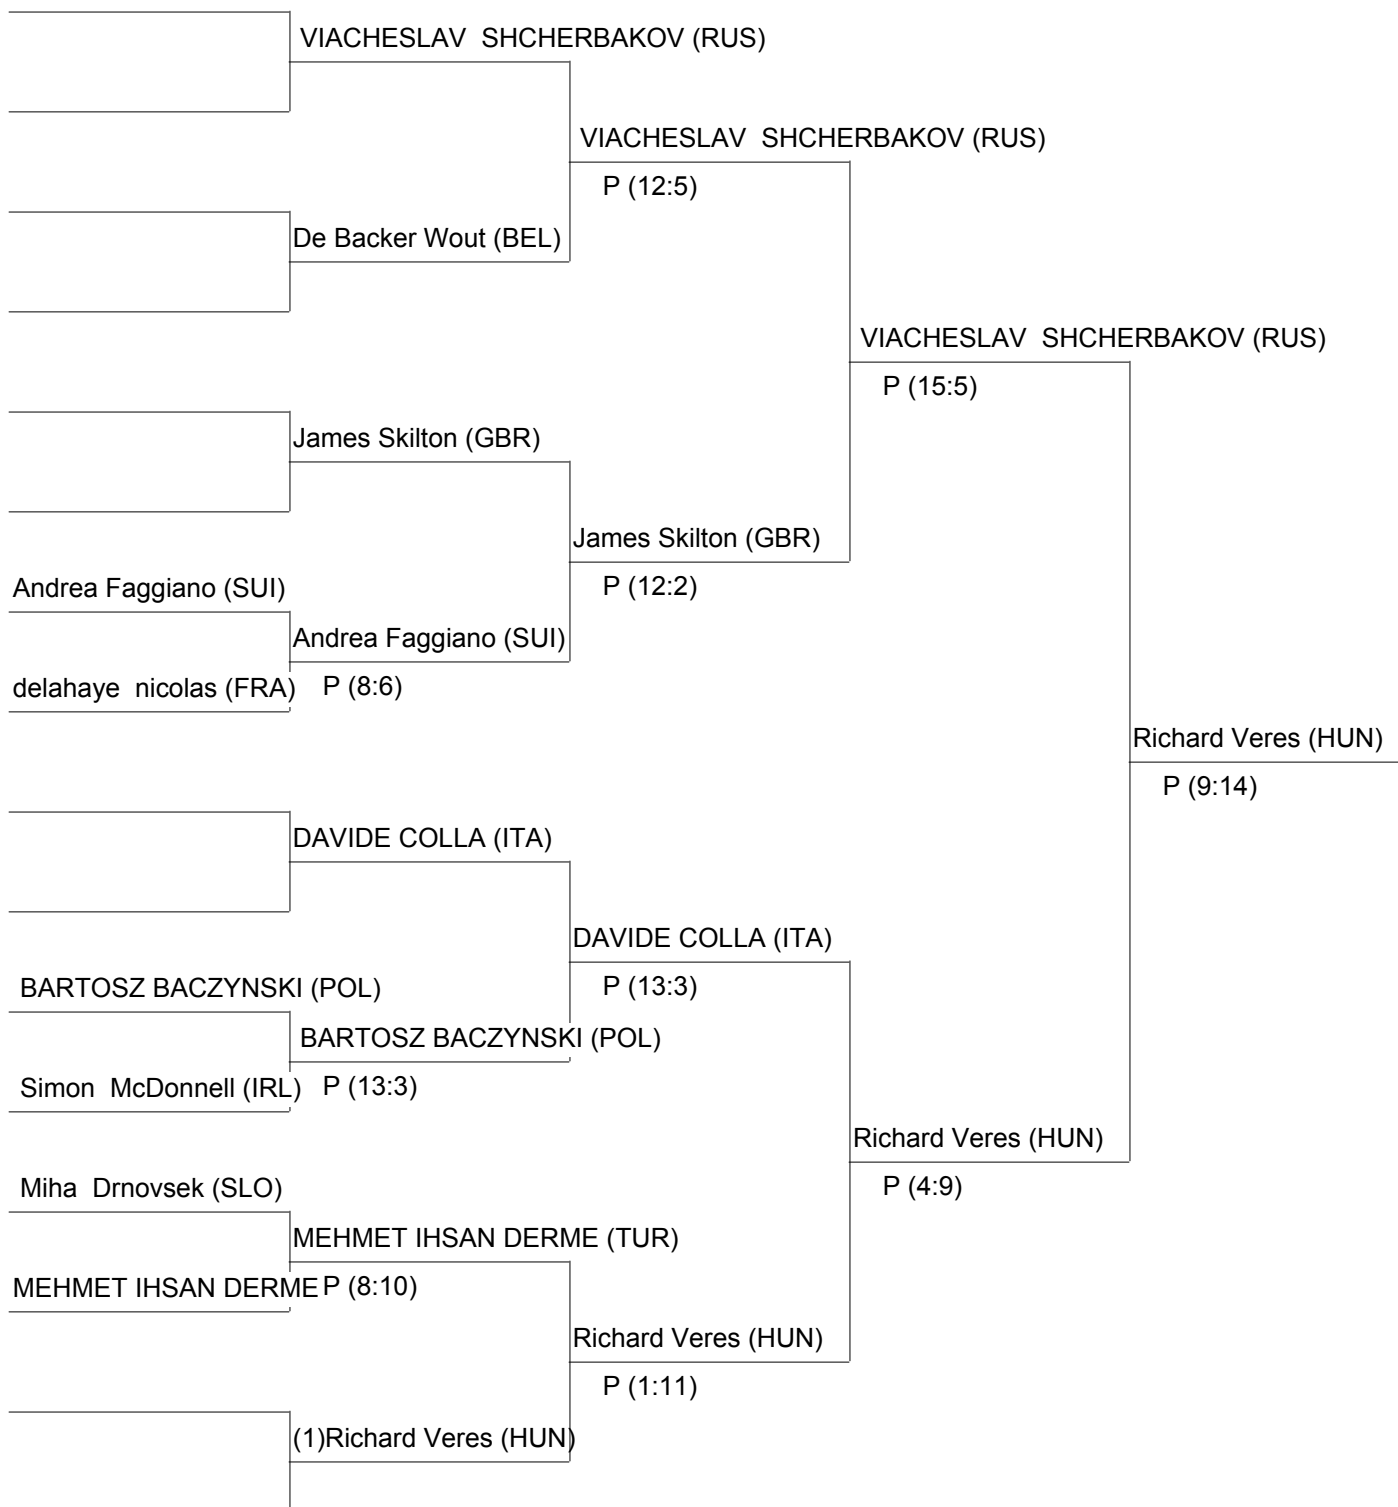 VIACHESLAV  SHCHERBAKOV (RUS)
VIACHESLAV  SHCHERBAKOV (RUS)
P (12:5)
De Backer Wout (BEL)
VIACHESLAV  SHCHERBAKOV (RUS)
P (15:5)
James Skilton (GBR)
James Skilton (GBR)
P (12:2)
Andrea Faggiano (SUI)
Andrea Faggiano (SUI)
delahaye  nicolas (FRA)
P (8:6)
Richard Veres (HUN)
P (9:14)
DAVIDE COLLA (ITA)
DAVIDE COLLA (ITA)
P (13:3)
BARTOSZ BACZYNSKI (POL)
BARTOSZ BACZYNSKI (POL)
Simon  McDonnell (IRL)
P (13:3)
Richard Veres (HUN)
P (4:9)
Miha  Drnovsek (SLO)
MEHMET IHSAN DERME (TUR)
MEHMET IHSAN DERME
P (8:10)
Richard Veres (HUN)
P (1:11)
(1)Richard Veres (HUN)